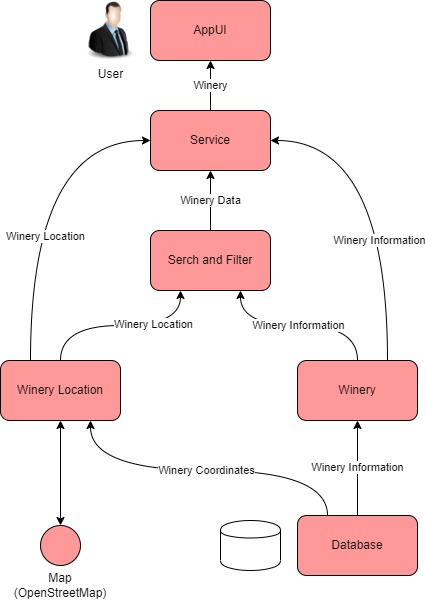 AppUI
User
Winery
Service
Winery Location
Winery Data
Winery Information
Serch and Filter
Winery Location
Winery Information
Winery Location
Winery
Winery Coordinates
Winery Information
Database
Map
(OpenStreetMap)